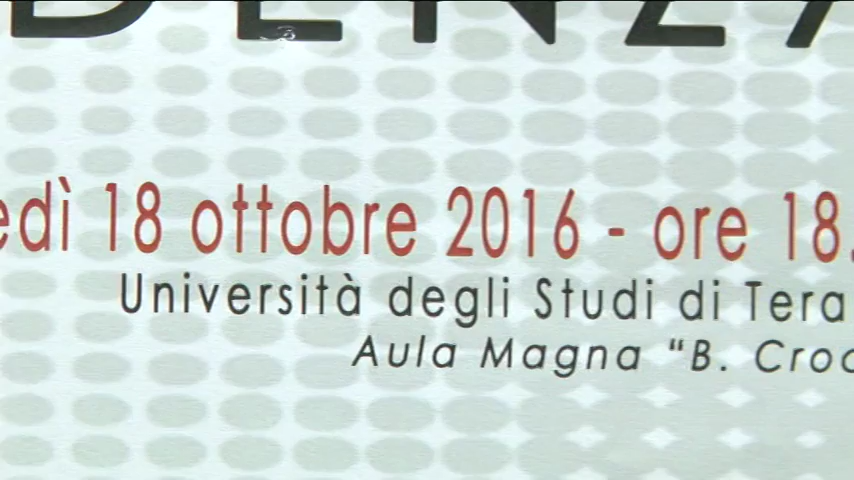 DENZA
edì 18 ottobre 2016 - ore 18.
Università degli Studi di Tera
Aula Magna "B. Croc